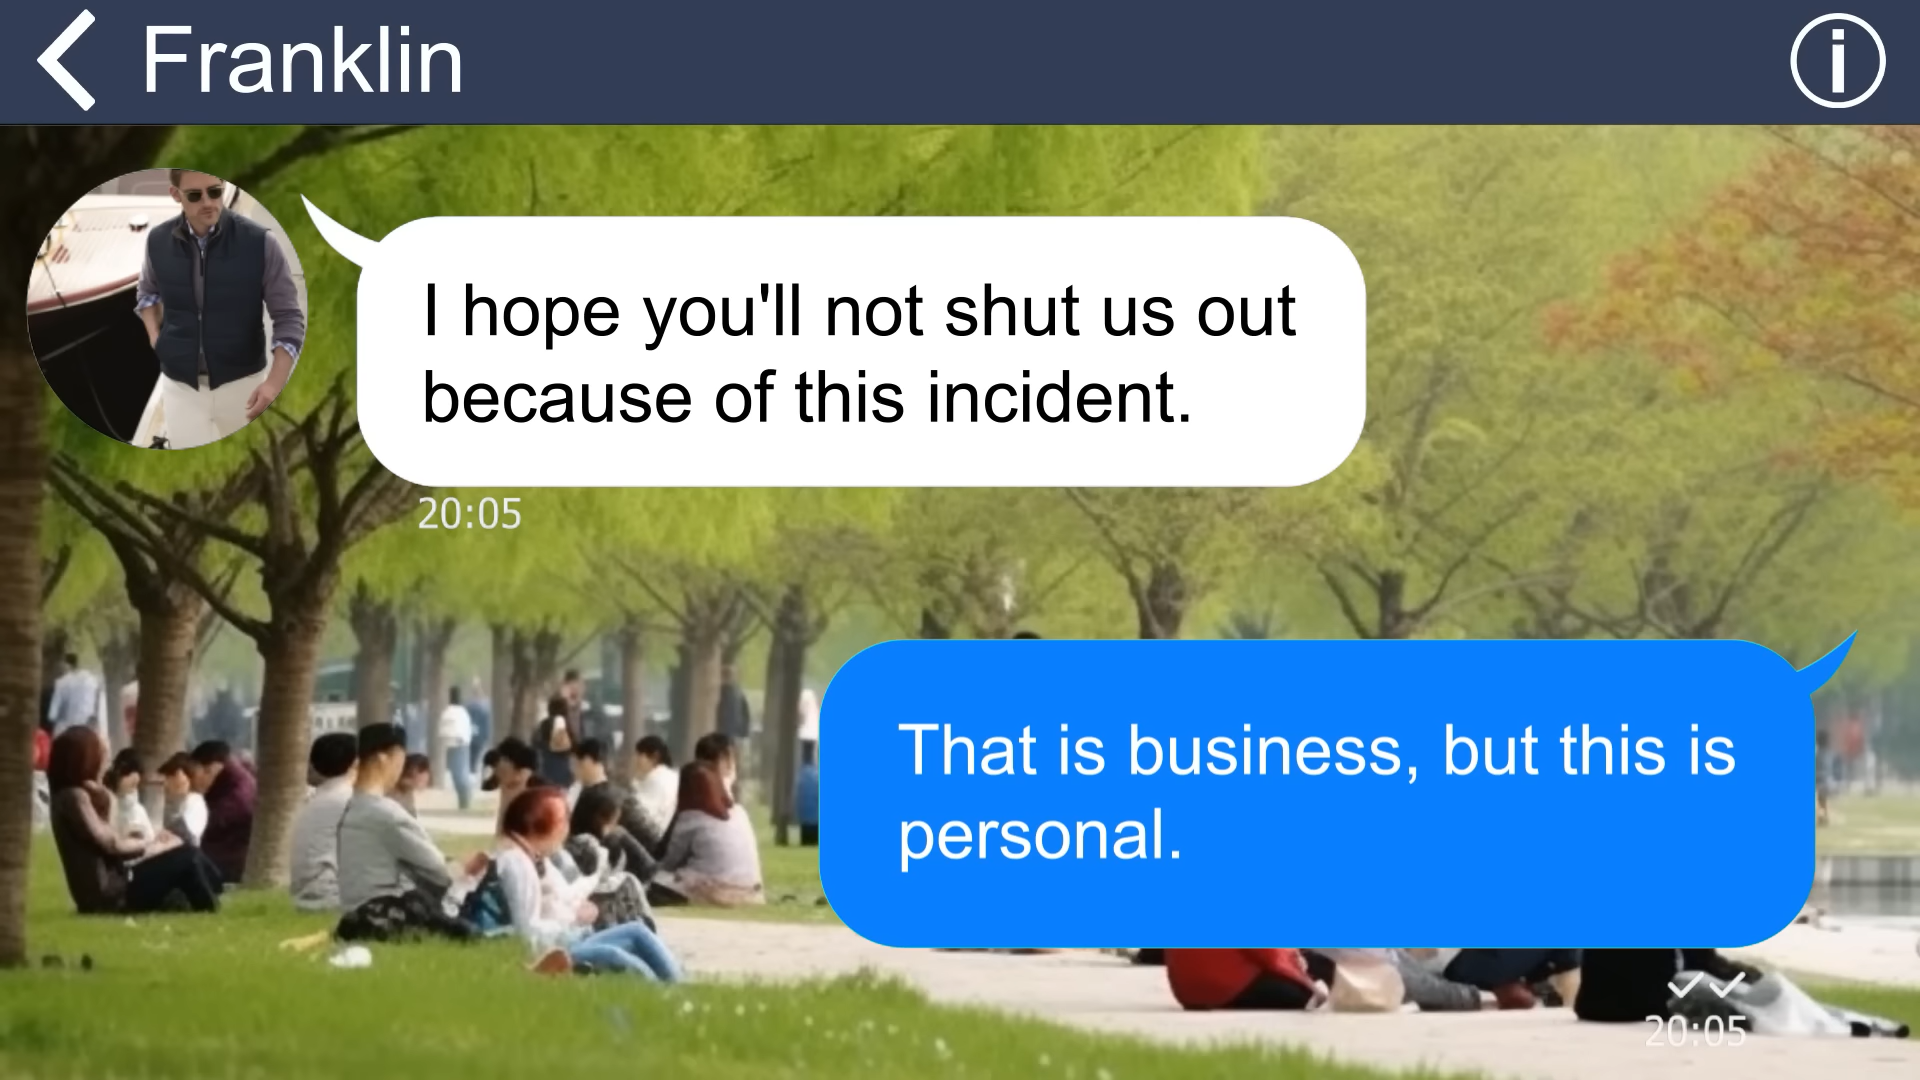 Franklin
I hope you'll not shut us out
because of this incident.
20:05
That is business, but this is
personal.
20:05